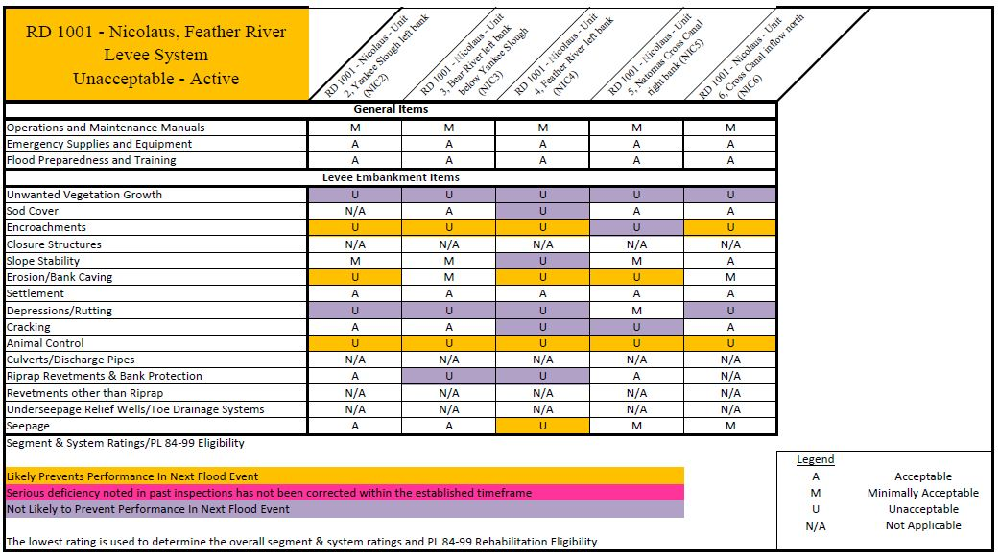 RD 1001 - Nicolaus, Feather River
Levee System
Unacceptable - Active
RD 1001 - Nicolaus - Unit
2, Yankee Slough left bank
(NIC2)
RD 1001 - Nicolaus - Unit
3, Bear River left bank
below Yankee Slough
(NIC3)
RD 1001 - Nicolaus - Unit
4, Feather River left bank
(NIC4)
RD 1001 - Nicolaus - Unit
5, Natomas Cross Canal
right bank (NIC5)
RD 1001 - Nicolaus - Unit
6, Cross Canal inflow north
(NIC6)
General Items
Operations and Maintenance Manuals M M M M M
Emergency Supplies and Equipment A A A A A
Flood Preparedness and Training A A A A A
Levee Embankment Items
Unwanted Vegetation Growth U U U U U
Sod Cover N/A A U A A
Encroachments U U U U U
Closure Structures N/A N/A N/A N/A N/A
Slope Stability M M U M A
Erosion/Bank Caving U M U U M
Settlement A A A A A
Depressions/Rutting U U U M U
Cracking A A U U A
Animal Control U U U U U
Culverts/Discharge Pipes N/A N/A N/A N/A N/A
Riprap Revetments & Bank Protection A U U A N/A
Revetments other than Riprap N/A N/A N/A N/A N/A
Underseepage Relief Wells/Toe Drainage Systems N/A N/A N/A N/A N/A
Seepage A A U M M
Segment & System Ratings/PL 84-99 Eligibility
Likely Prevents Performance In Next Flood Event
Serious deficiency noted in past inspections has not been corrected within the established timeframe
Not Likely to Prevent Performance In Next Flood Event
The lowest rating is used to determine the overall segment & system ratings and PL 84-99 Rehabilitation Eligibility
Legend
A Acceptable
M Minimally Acceptable
U Unacceptable
N/A Not Applicable